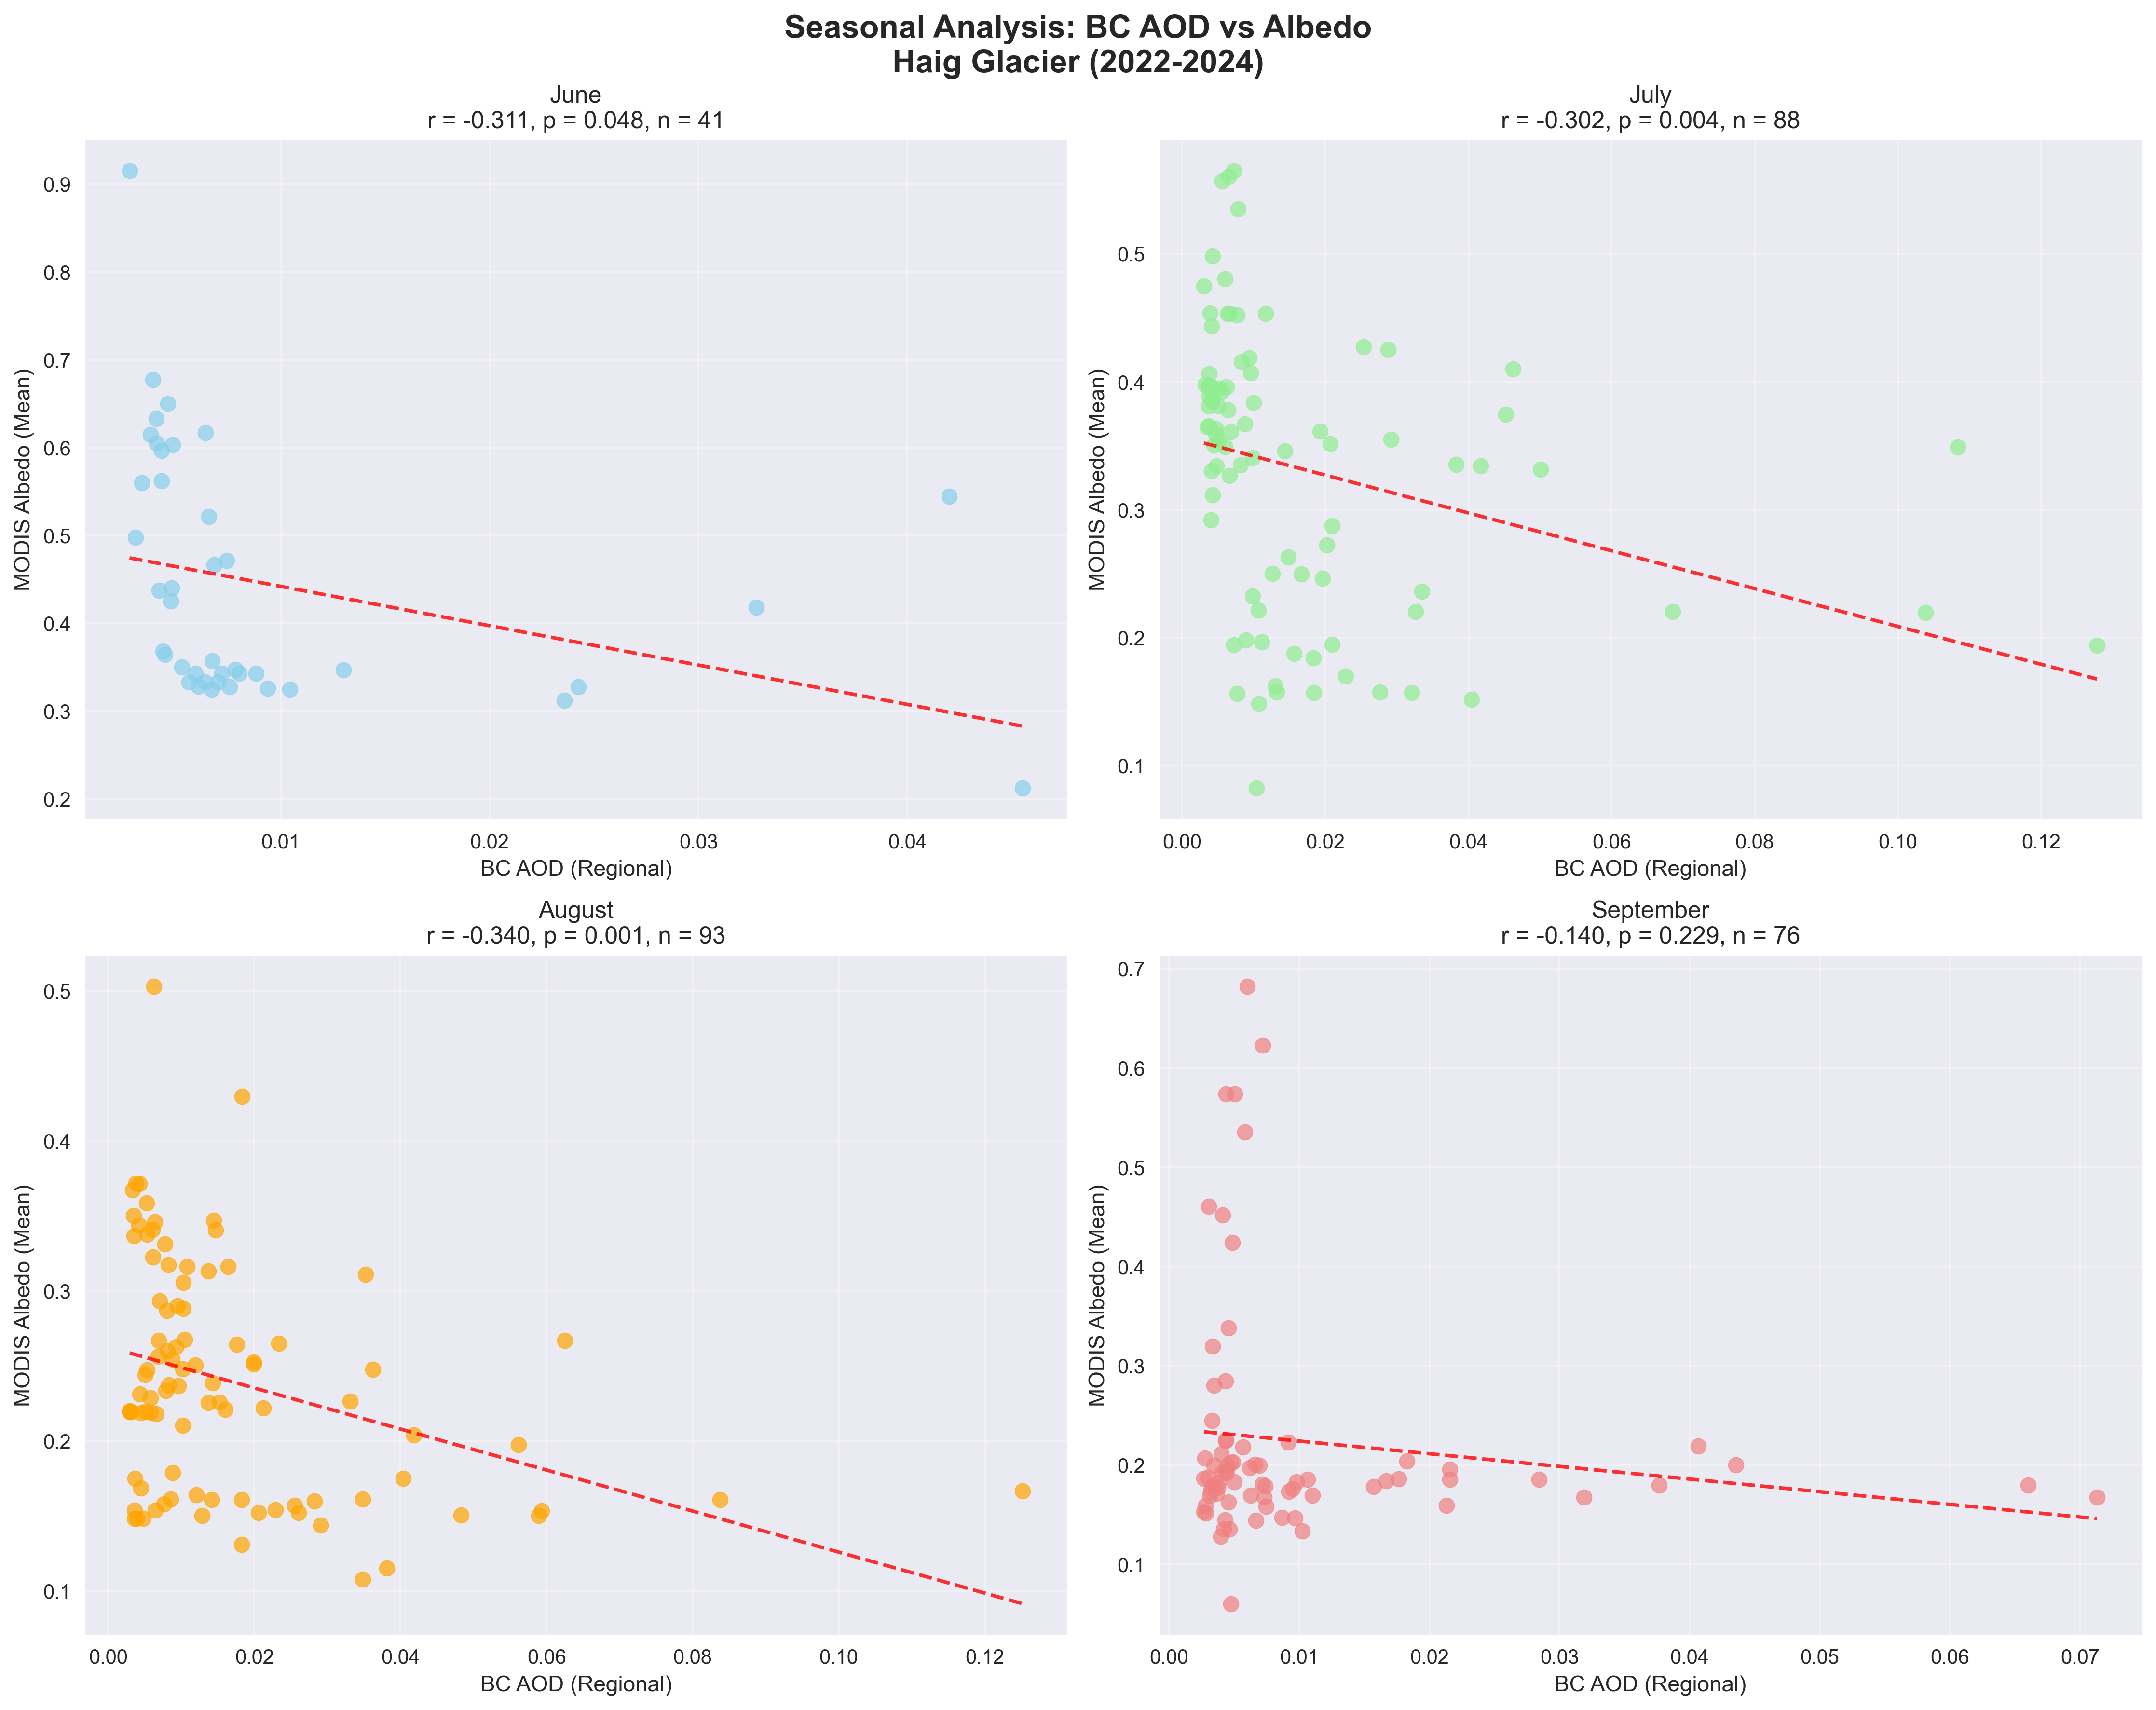 Seasonal Analysis: BC AOD vs Albedo
Haig Glacier (2022-2024)
June
r = -0.311, p = 0.048, n = 41
MODIS Albedo (Mean)
0.9
0.8
0.7
0.6
0.5
0.4
0.3
0.2
0.01
0.02
0.03
0.04
BC AOD (Regional)
July
r = -0.302, p = 0.004, n = 88
MODIS Albedo (Mean)
0.5
0.4
0.3
0.2
0.1
0.00
0.02
0.04
0.06
0.08
0.10
0.12
BC AOD (Regional)
August
r = -0.340, p = 0.001, n = 93
MODIS Albedo (Mean)
0.5
0.4
0.3
0.2
0.1
0.00
0.02
0.04
0.06
0.08
0.10
0.12
BC AOD (Regional)
September
r = -0.140, p = 0.229, n = 76
MODIS Albedo (Mean)
0.7
0.6
0.5
0.4
0.3
0.2
0.1
0.00
0.01
0.02
0.03
0.04
0.05
0.06
0.07
BC AOD (Regional)